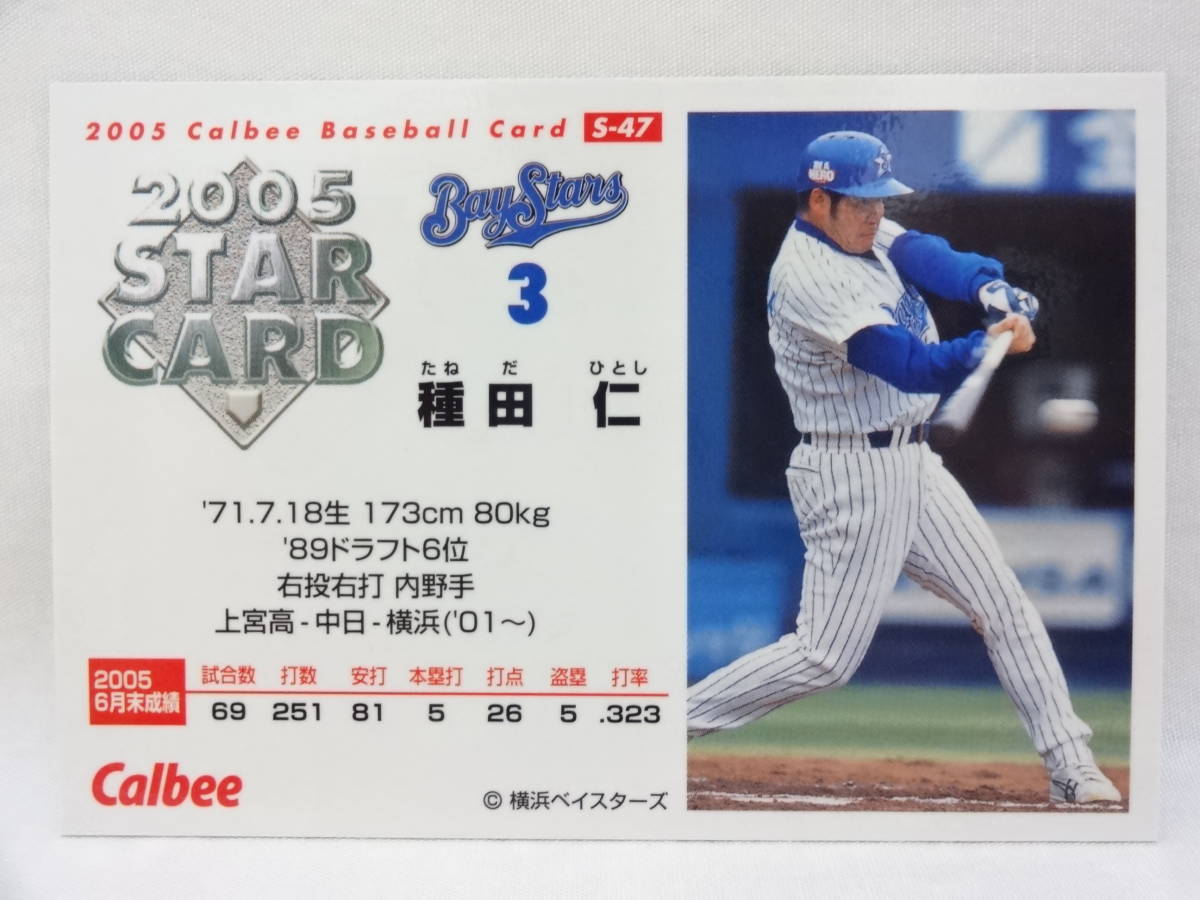 2005 Calbee Baseball Card S-47
2005
STAR
CARD
BayStars
3
たね だ ひとし
種田 仁
'71.7.18生 173cm 80kg
'89ドラフト6位
右投右打 内野手
上宮高-中日-横浜('01～)
2005
6月末成績
試合数 打数 安打 本塁打 打点 盗塁 打率
69 251 81 5 26 5 .323
Calbee
© 横浜ベイスターズ
HERO